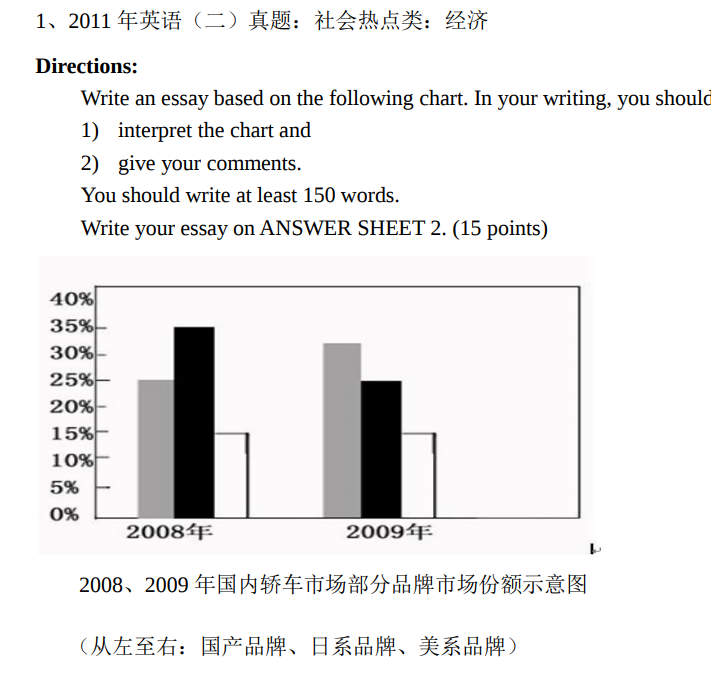 1、2011 年英语（二）真题：社会热点类：经济
Directions:
Write an essay based on the following chart. In your writing, you should
1) interpret the chart and
2) give your comments.
You should write at least 150 words.
Write your essay on ANSWER SHEET 2. (15 points)
40%
35%
30%
25%
20%
15%
10%
5%
0%
2008年 2009年
2008、2009 年国内轿车市场部分品牌市场份额示意图
（从左至右：国产品牌、日系品牌、美系品牌）